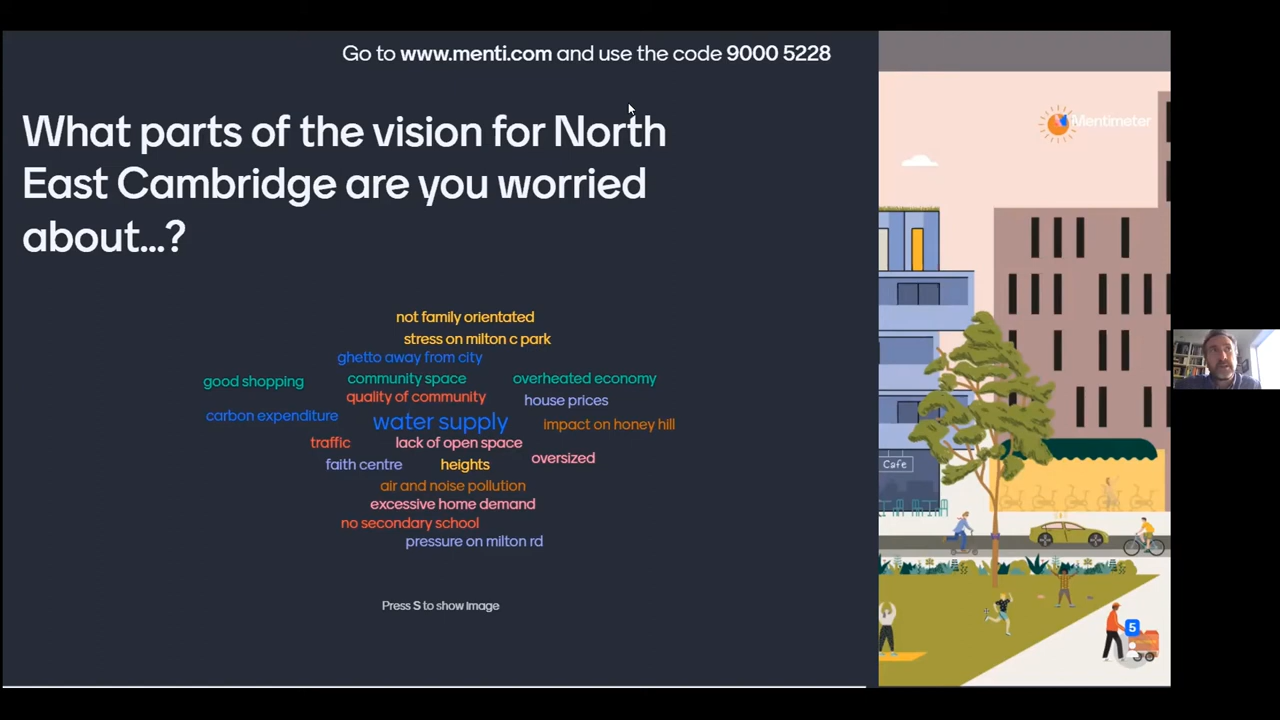 Go to www.menti.com and use the code 9000 5228
Mentimeter
What parts of the vision for North
East Cambridge are you worried
about...?
not family orientated
stress on milton c park
ghetto away from city
good shopping
community space
overheated economy
quality of community
house prices
carbon expenditure
water supply
impact on honey hill
traffic
lack of open space
oversized
faith centre
heights
air and noise pollution
excessive home demand
no secondary school
pressure on milton rd
Press S to show image
Cafe
5